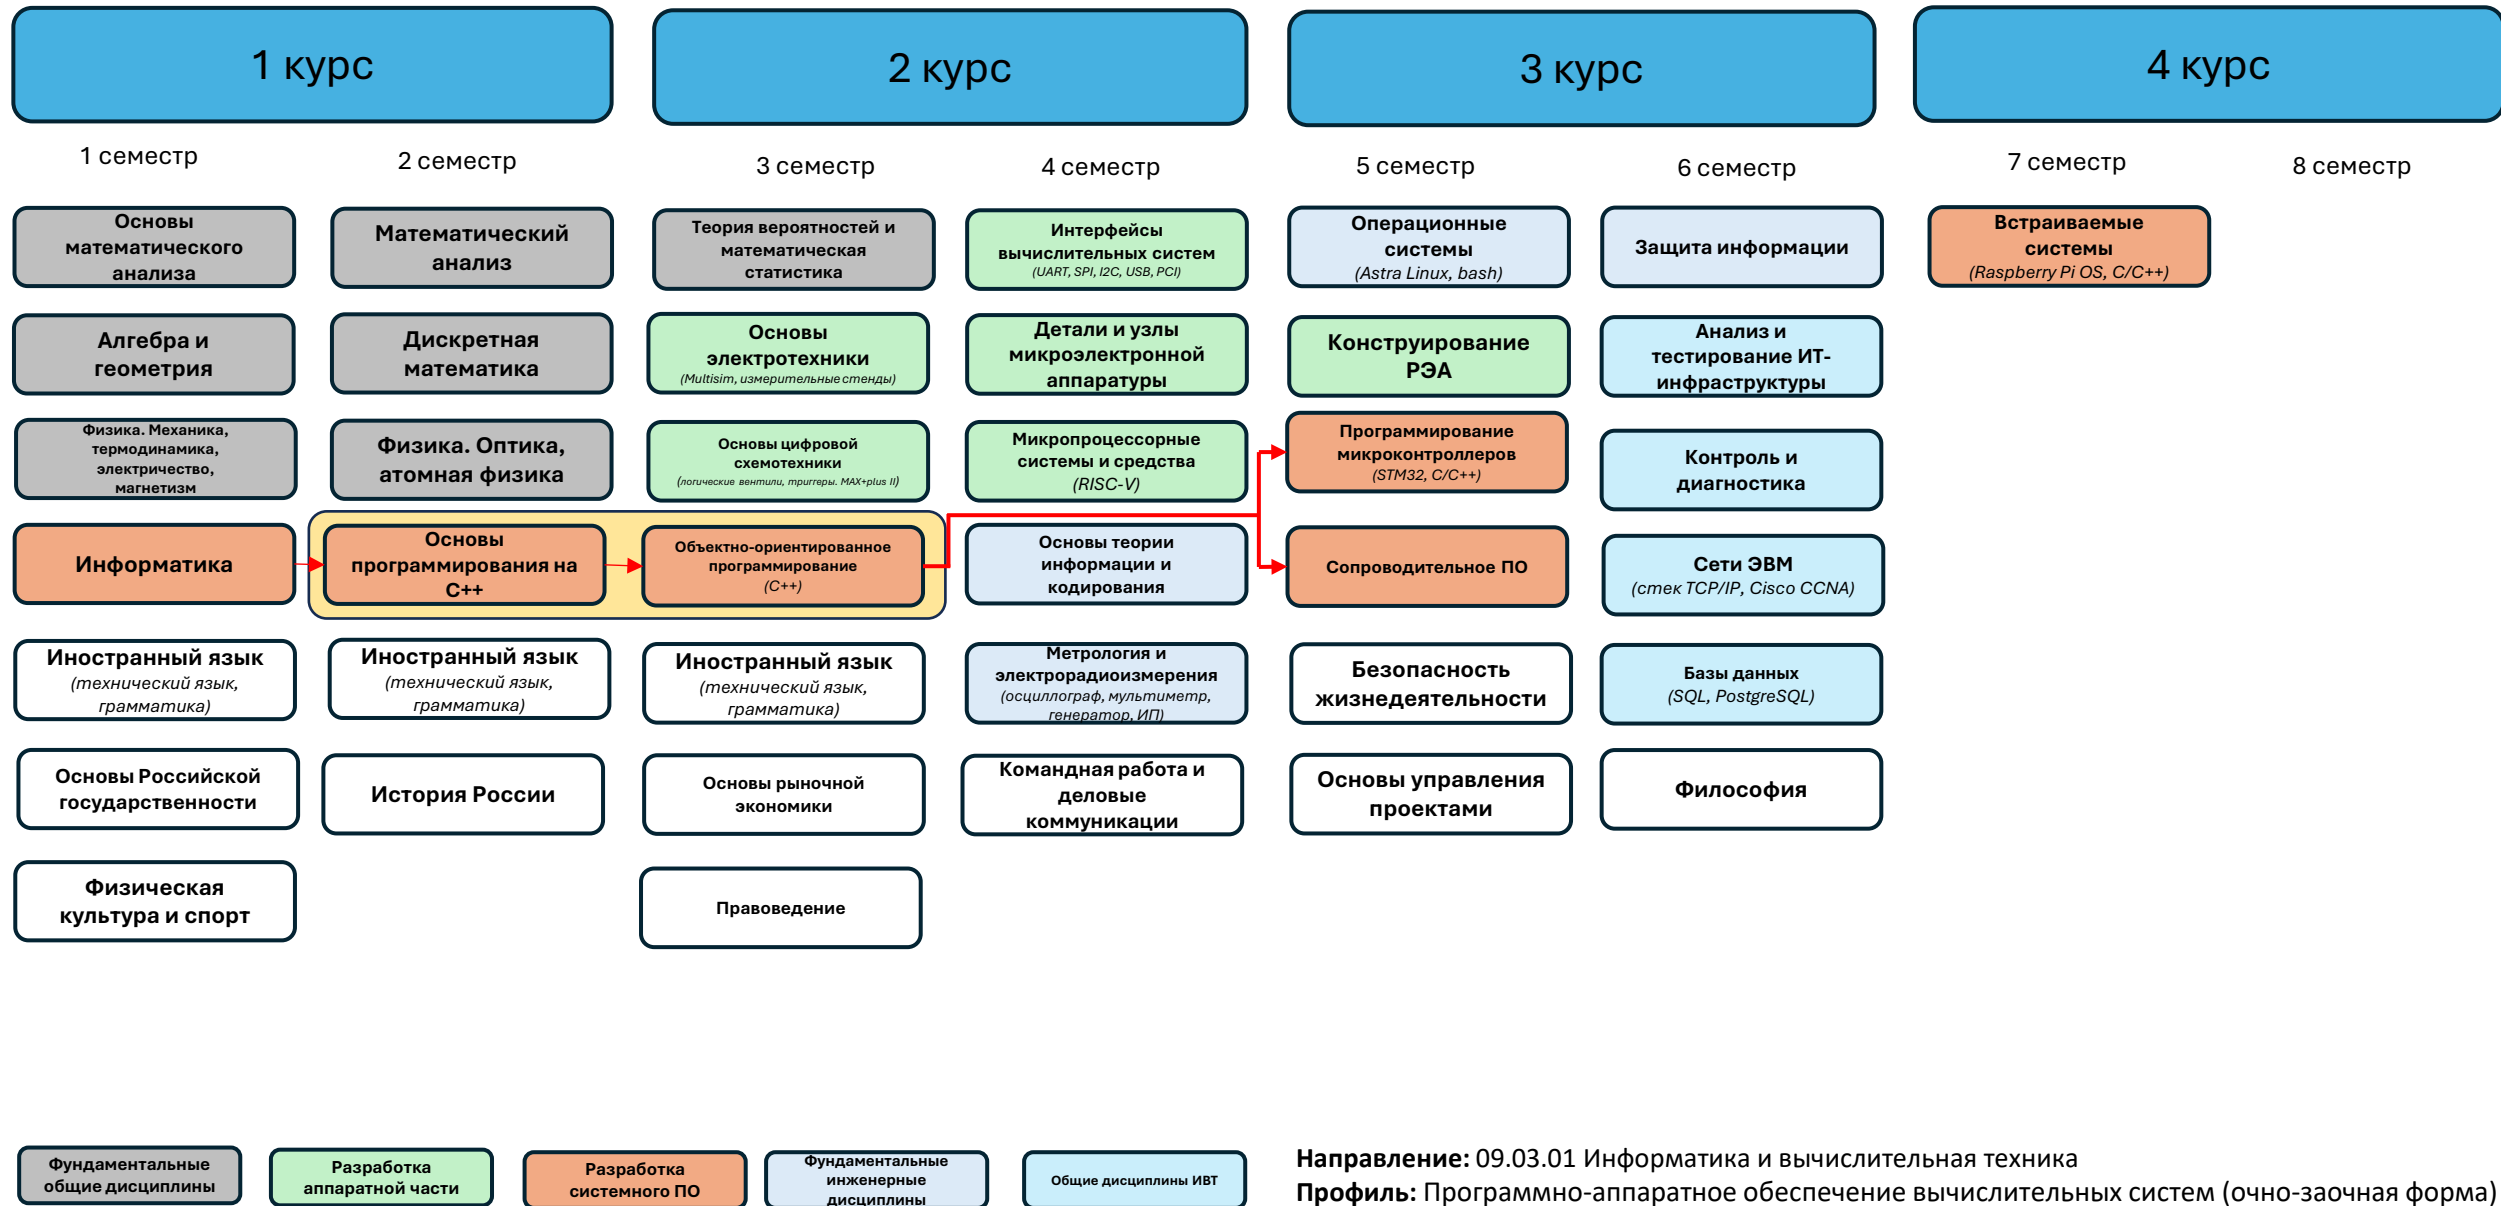 1 курс
2 курс
3 курс
4 курс
1 семестр
2 семестр
3 семестр
4 семестр
5 семестр
6 семестр
7 семестр
8 семестр
Основы
математического
анализа
Математический
анализ
Теория вероятностей и
математическая
статистика
Интерфейсы
вычислительных систем
(UART, SPI, I2C, USB, PCI)
Операционные
системы
(Astra Linux, bash)
Защита информации
Встраиваемые
системы
(Raspberry Pi OS, C/C++)
Алгебра и
геометрия
Дискретная
математика
Основы
электротехники
(Multisim, измерительные стенды)
Детали и узлы
микроэлектронной
аппаратуры
Конструирование
РЭА
Анализ и
тестирование ИТ-
инфраструктуры
Физика. Механика,
термодинамика,
электричество,
магнетизм
Физика. Оптика,
атомная физика
Основы цифровой
схемотехники
(логические вентили, триггеры. MAX+plus II)
Микропроцессорные
системы и средства
(RISC-V)
Программирование
микроконтроллеров
(STM32, C/C++)
Контроль и
диагностика
Информатика
Основы
программирования на
C++
Объектно-ориентированное
программирование
(C++)
Основы теории
информации и
кодирования
Сопроводительное ПО
Сети ЭВМ
(стек TCP/IP, Cisco CCNA)
Иностранный язык
(технический язык,
грамматика)
Иностранный язык
(технический язык,
грамматика)
Иностранный язык
(технический язык,
грамматика)
Метрология и
электрорадиоизмерения
(осциллограф, мультиметр,
генератор, ИП)
Безопасность
жизнедеятельности
Базы данных
(SQL, PostgreSQL)
Основы Российской
государственности
История России
Основы рыночной
экономики
Командная работа и
деловые
коммуникации
Основы управления
проектами
Философия
Физическая
культура и спорт
Правоведение
Фундаментальные
общие дисциплины
Разработка
аппаратной части
Разработка
системного ПО
Фундаментальные
инженерные
дисциплины
Общие дисциплины ИВТ
Направление: 09.03.01 Информатика и вычислительная техника
Профиль: Программно-аппаратное обеспечение вычислительных систем (очно-заочная форма)